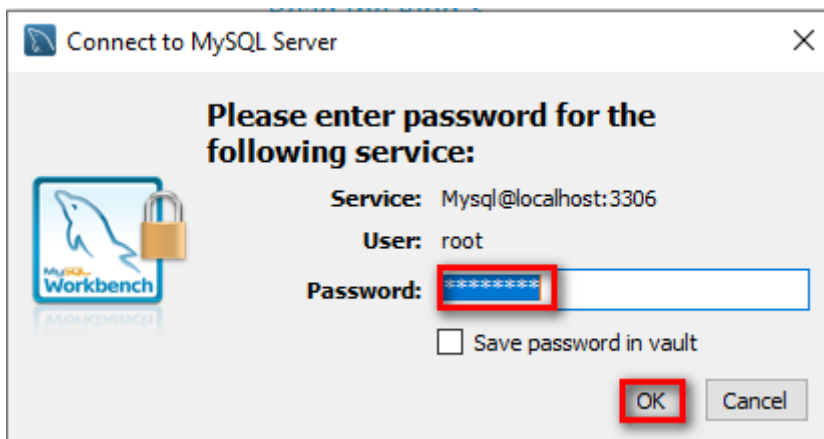 Connect to MySQL Server
Please enter password for the
following service:
Service: Mysql@localhost:3306
User: root
Password: ********
Save password in vault
OK Cancel
MySQL
Workbench